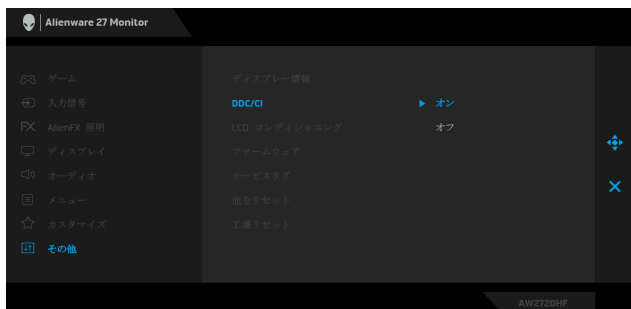 Alienware 27 Monitor
ゲーム
入力信号
AlienFX 照明
ディスプレイ
オーディオ
メニュー
カスタマイズ
その他
ディスプレー情報
DDC/CI
オン
LCD コンディショニング
オフ
ファームウェア
サービスタグ
他をリセット
工場リセット
AW2720HF